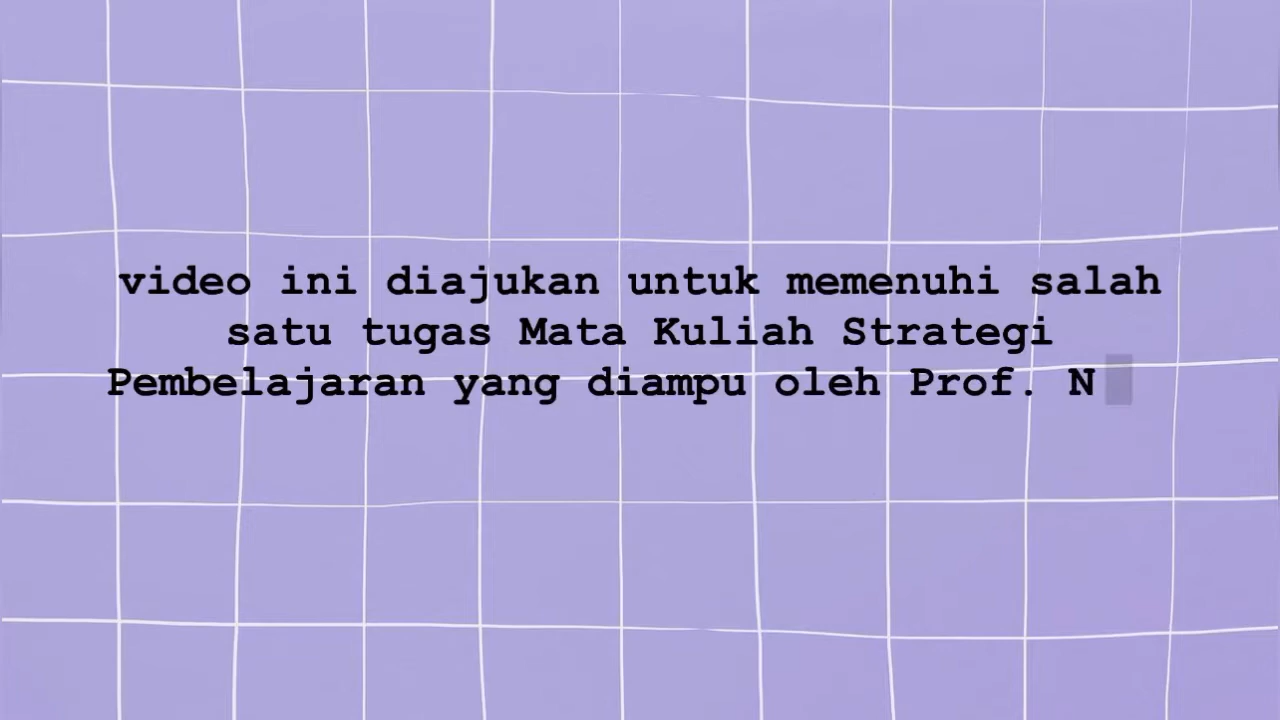 video ini diajukan untuk memenuhi salah
satu tugas Mata Kuliah Strategi
Pembelajaran yang diampu oleh Prof. N